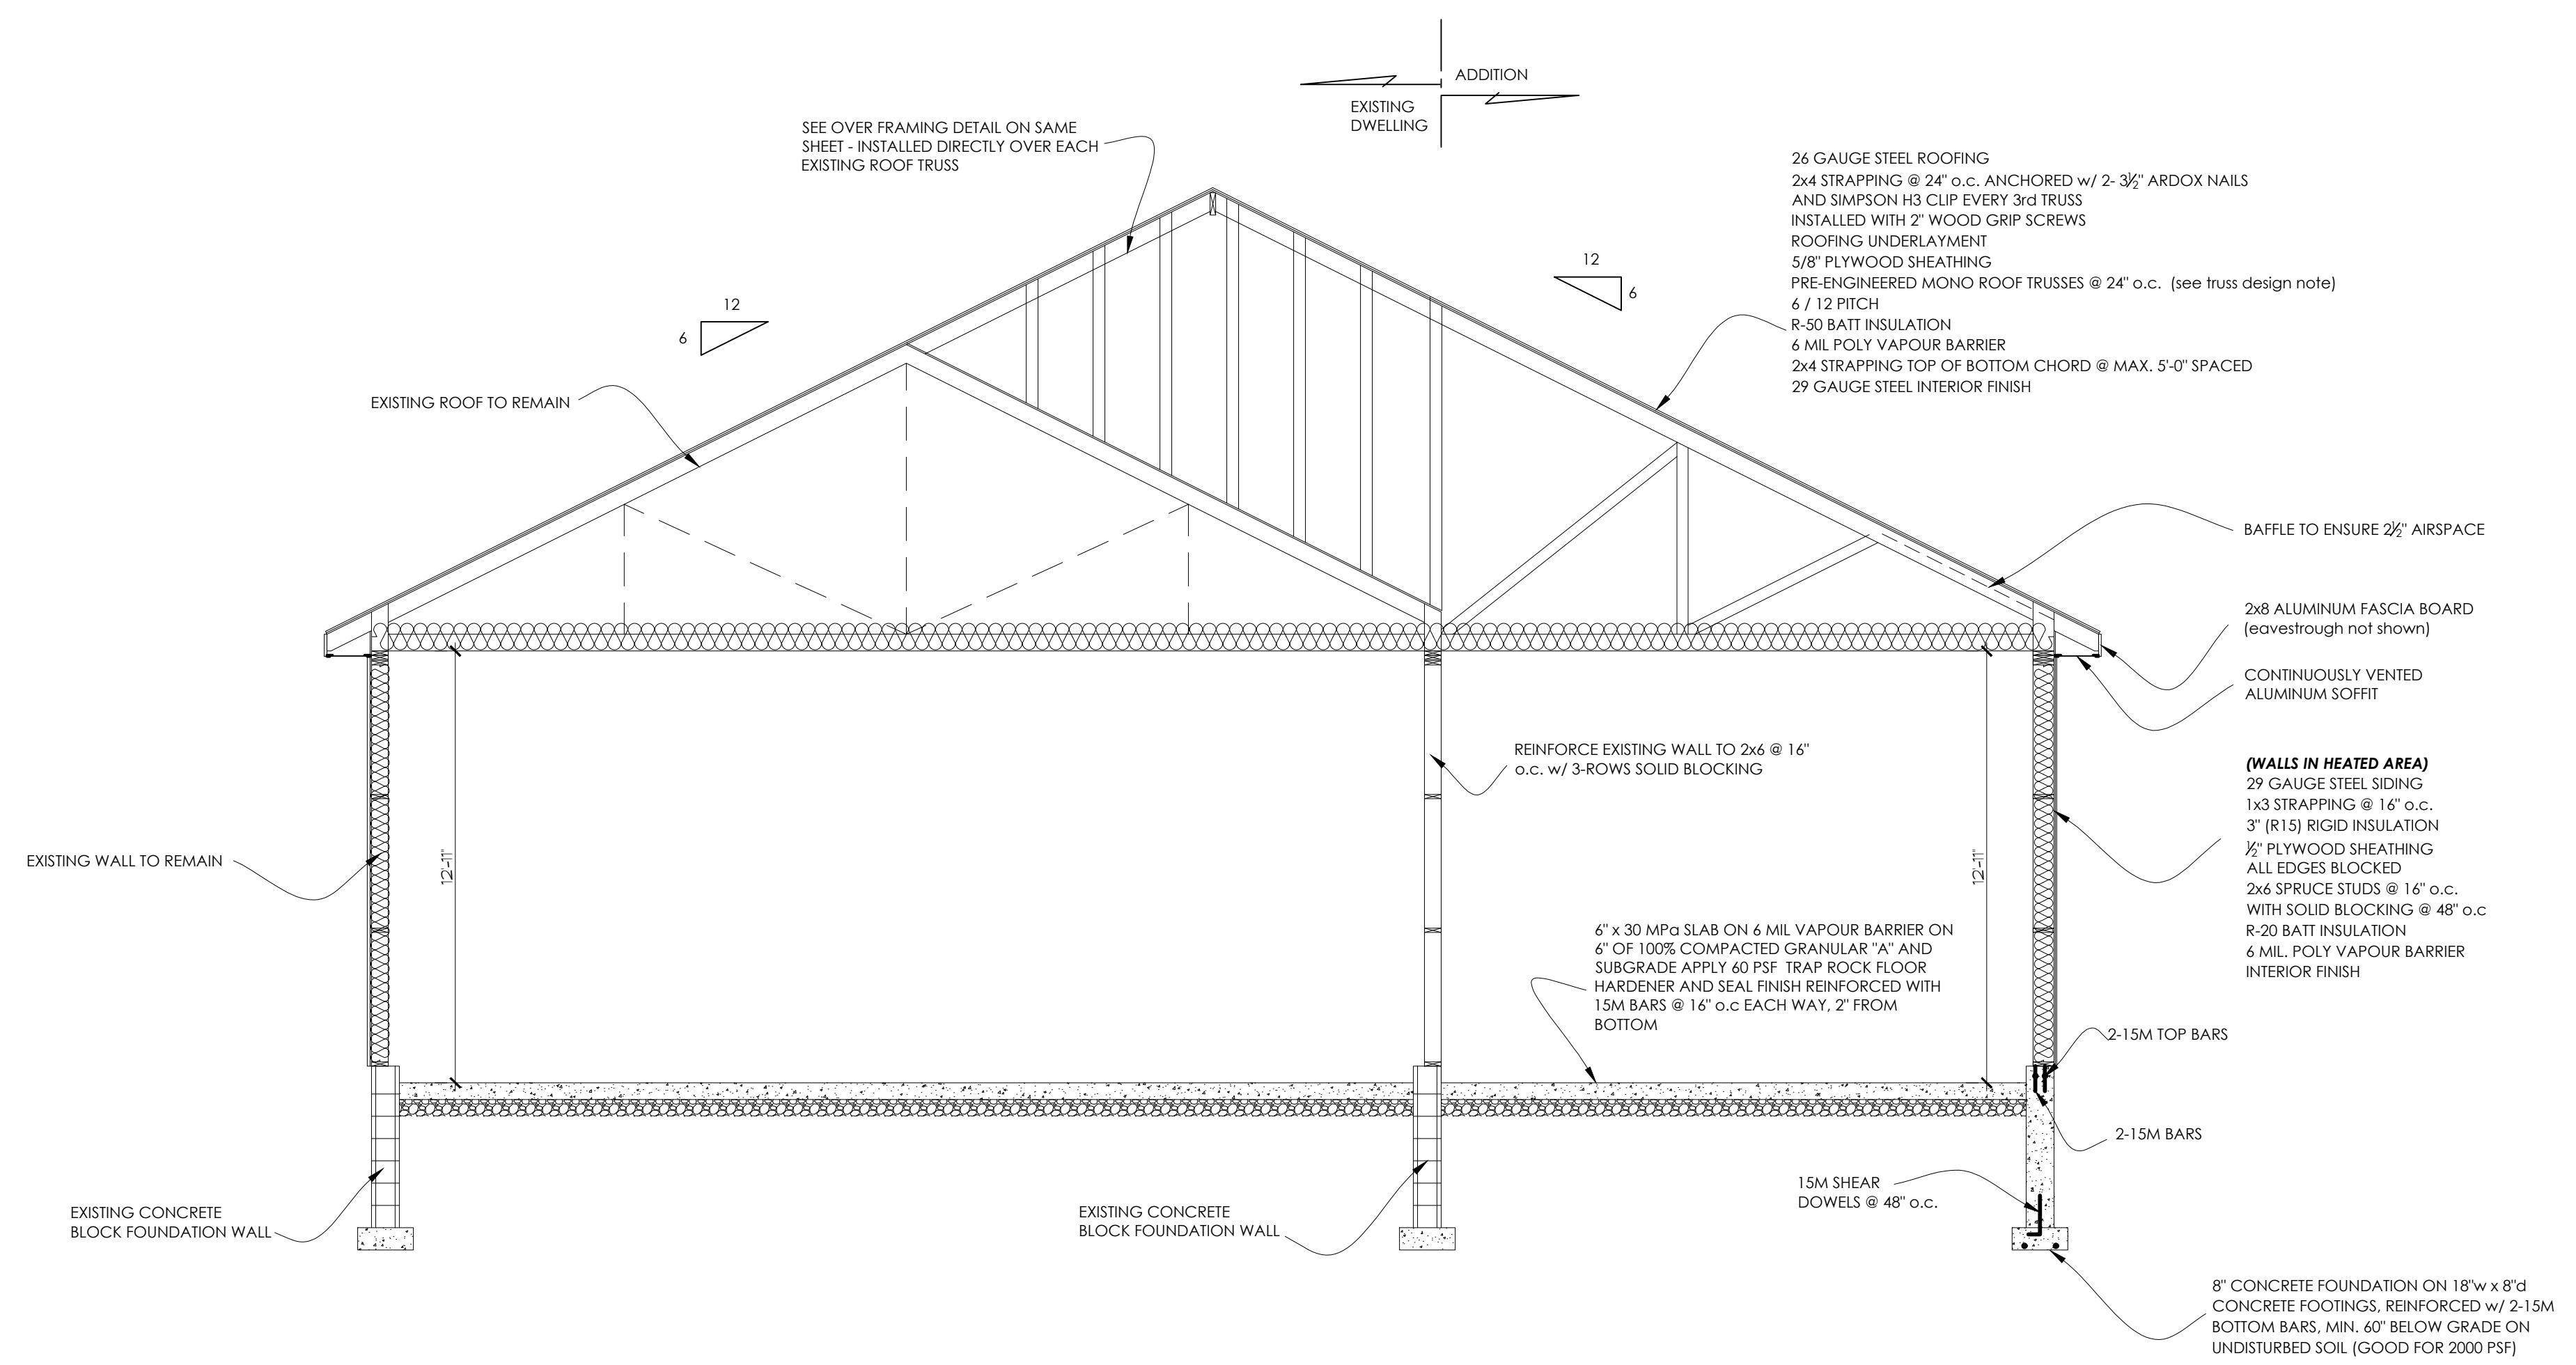 ADDITION
EXISTING
DWELLING
SEE OVER FRAMING DETAIL ON SAME
SHEET - INSTALLED DIRECTLY OVER EACH
EXISTING ROOF TRUSS
26 GAUGE STEEL ROOFING
2x4 STRAPPING @ 24" o.c. ANCHORED w/ 2- 3½" ARDOX NAILS
AND SIMPSON H3 CLIP EVERY 3rd TRUSS
INSTALLED WITH 2" WOOD GRIP SCREWS
ROOFING UNDERLAYMENT
5/8" PLYWOOD SHEATHING
PRE-ENGINEERED MONO ROOF TRUSSES @ 24" o.c. (see truss design note)
6 / 12 PITCH
R-50 BATT INSULATION
6 MIL POLY VAPOUR BARRIER
2x4 STRAPPING TOP OF BOTTOM CHORD @ MAX. 5'-0" SPACED
29 GAUGE STEEL INTERIOR FINISH
12
6
12
6
EXISTING ROOF TO REMAIN
BAFFLE TO ENSURE 2½" AIRSPACE
2x8 ALUMINUM FASCIA BOARD
(eavestrough not shown)
CONTINUOUSLY VENTED
ALUMINUM SOFFIT
REINFORCE EXISTING WALL TO 2x6 @ 16"
o.c. w/ 3-ROWS SOLID BLOCKING
(WALLS IN HEATED AREA)
29 GAUGE STEEL SIDING
1x3 STRAPPING @ 16" o.c.
3" (R15) RIGID INSULATION
½" PLYWOOD SHEATHING
ALL EDGES BLOCKED
2x6 SPRUCE STUDS @ 16" o.c.
WITH SOLID BLOCKING @ 48" o.c
R-20 BATT INSULATION
6 MIL. POLY VAPOUR BARRIER
INTERIOR FINISH
EXISTING WALL TO REMAIN
12'-11"
12'-11"
6" x 30 MPa SLAB ON 6 MIL VAPOUR BARRIER ON
6" OF 100% COMPACTED GRANULAR "A" AND
SUBGRADE APPLY 60 PSF TRAP ROCK FLOOR
HARDENER AND SEAL FINISH REINFORCED WITH
15M BARS @ 16" o.c EACH WAY, 2" FROM
BOTTOM
2-15M TOP BARS
2-15M BARS
15M SHEAR
DOWELS @ 48" o.c.
EXISTING CONCRETE
BLOCK FOUNDATION WALL
EXISTING CONCRETE
BLOCK FOUNDATION WALL
8" CONCRETE FOUNDATION ON 18"w x 8"d
CONCRETE FOOTINGS, REINFORCED w/ 2-15M
BOTTOM BARS, MIN. 60" BELOW GRADE ON
UNDISTURBED SOIL (GOOD FOR 2000 PSF)